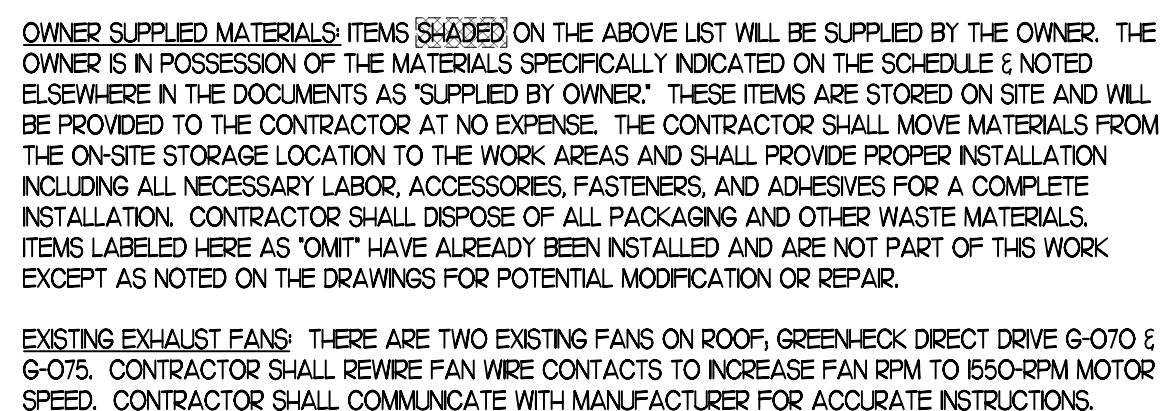 OWNER SUPPLIED MATERIALS: ITEMS SHADED ON THE ABOVE LIST WILL BE SUPPLIED BY THE OWNER. THE
OWNER IS IN POSSESSION OF THE MATERIALS SPECIFICALLY INDICATED ON THE SCHEDULE & NOTED
ELSEWHERE IN THE DOCUMENTS AS "SUPPLIED BY OWNER." THESE ITEMS ARE STORED ON SITE AND WILL
BE PROVIDED TO THE CONTRACTOR AT NO EXPENSE. THE CONTRACTOR SHALL MOVE MATERIALS FROM
THE ON-SITE STORAGE LOCATION TO THE WORK AREAS AND SHALL PROVIDE PROPER INSTALLATION
INCLUDING ALL NECESSARY LABOR, ACCESSORIES, FASTENERS, AND ADHESIVES FOR A COMPLETE
INSTALLATION. CONTRACTOR SHALL DISPOSE OF ALL PACKAGING AND OTHER WASTE MATERIALS.
ITEMS LABELED HERE AS "OMIT" HAVE ALREADY BEEN INSTALLED AND ARE NOT PART OF THIS WORK
EXCEPT AS NOTED ON THE DRAWINGS FOR POTENTIAL MODIFICATION OR REPAIR.
EXISTING EXHAUST FANS: THERE ARE TWO EXISTING FANS ON ROOF; GREENHECK DIRECT DRIVE G-070 &
G-075. CONTRACTOR SHALL REWIRE FAN WIRE CONTACTS TO INCREASE FAN RPM TO 1550-RPM MOTOR
SPEED. CONTRACTOR SHALL COMMUNICATE WITH MANUFACTURER FOR ACCURATE INSTRUCTIONS.